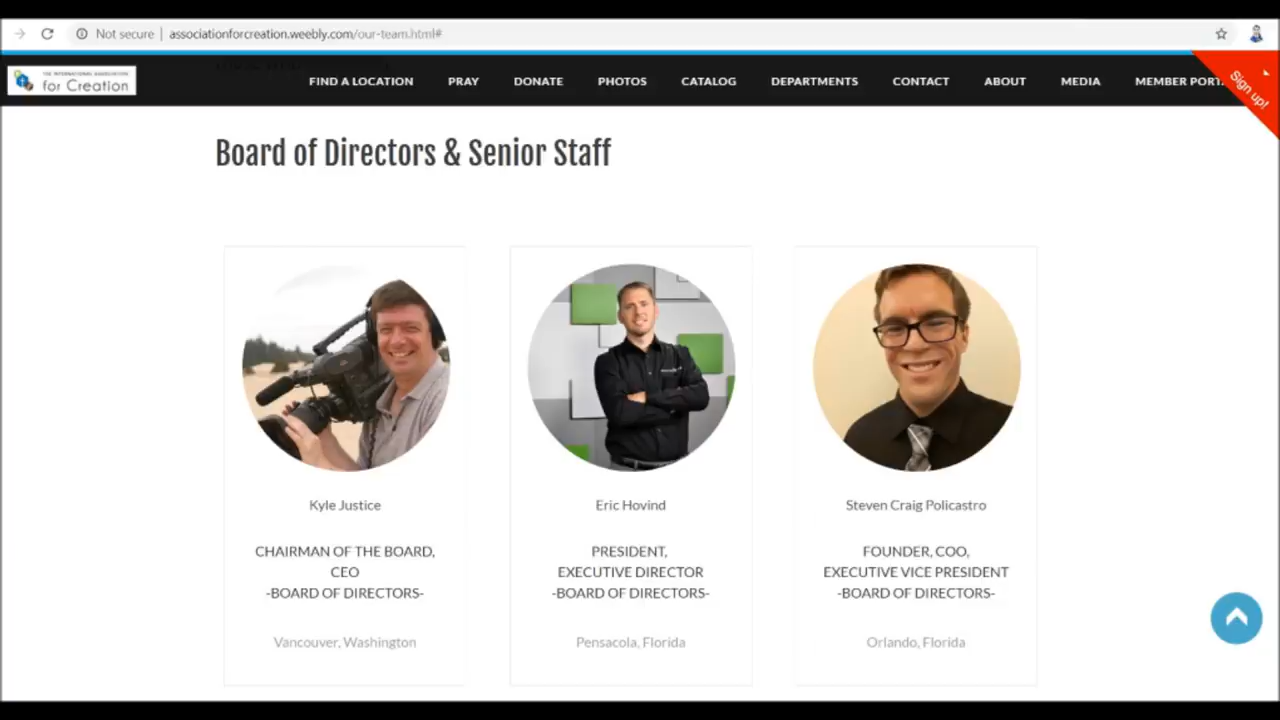 Not secure | associationforcreation.weebly.com/our-team.html#
THE INTERNATIONAL ASSOCIATION
for Creation
FIND A LOCATION PRAY DONATE PHOTOS CATALOG DEPARTMENTS CONTACT ABOUT MEDIA MEMBER PORT
Sign up!
Board of Directors & Senior Staff
Kyle Justice
CHAIRMAN OF THE BOARD,
CEO
-BOARD OF DIRECTORS-
Vancouver, Washington
Eric Hovind
PRESIDENT,
EXECUTIVE DIRECTOR
-BOARD OF DIRECTORS-
Pensacola, Florida
Steven Craig Policastro
FOUNDER, COO,
EXECUTIVE VICE PRESIDENT
-BOARD OF DIRECTORS-
Orlando, Florida